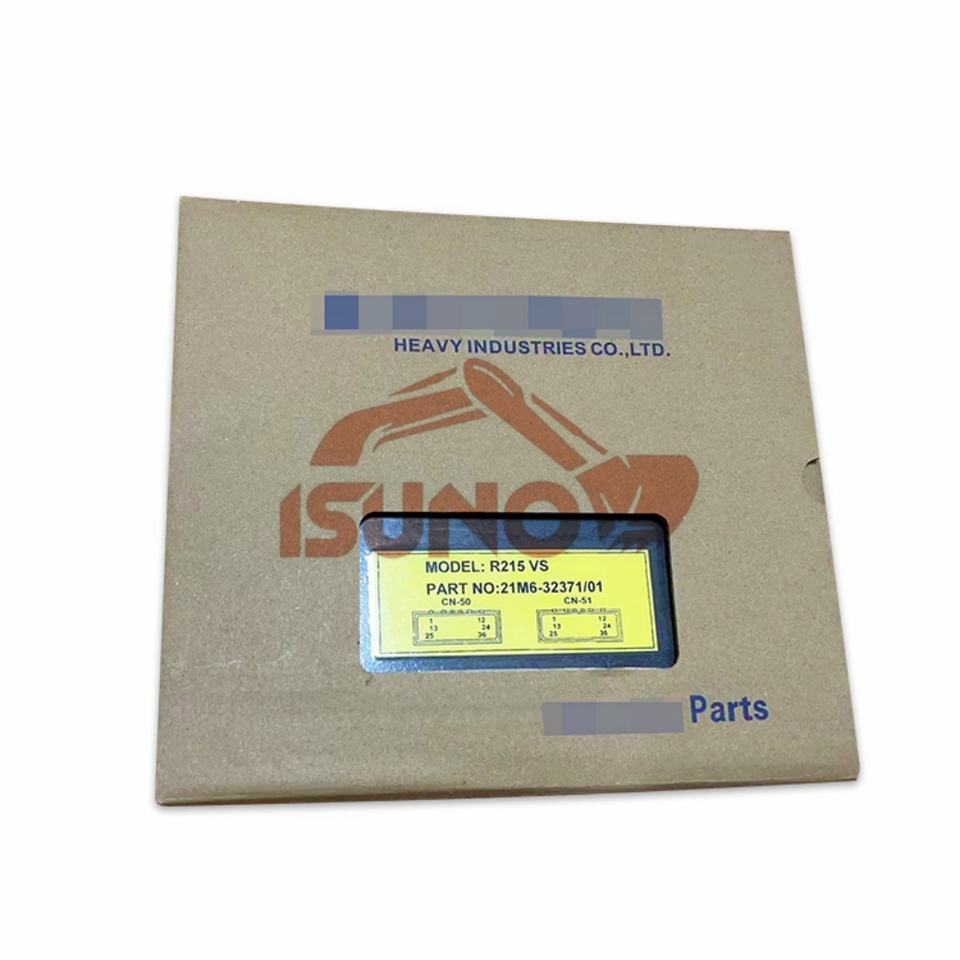 HEAVY INDUSTRIES CO.,LTD.
ISUNO
MODEL: R215 VS
PART NO:21M6-32371/01
CN-50 CN-51
1 12 1 12
13 24 13 24
25 36 25 36
Parts